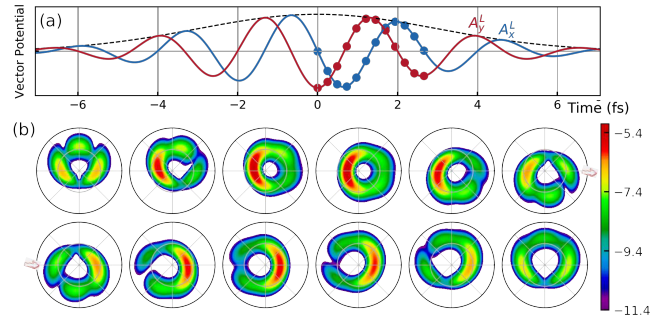 (a)
Vector Potential
A_y^L
A_x^L
−6 −4 −2 0 2 4 6
Time (fs)
(b)
−5.4
−7.4
−9.4
−11.4